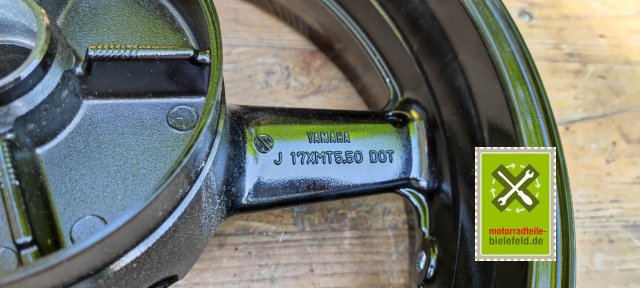 YAMAHA
J 17XMT5.50 DOT
motorradteile-
bielefeld.de